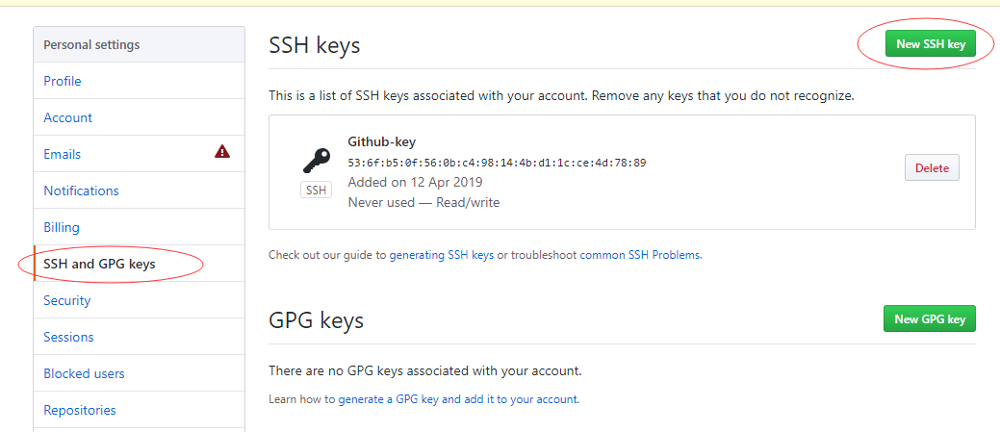 Personal settings
Profile
Account
Emails
Notifications
Billing
SSH and GPG keys
Security
Sessions
Blocked users
Repositories
SSH keys
New SSH key
This is a list of SSH keys associated with your account. Remove any keys that you do not recognize.
Github-key
53:6f:b5:0f:56:0b:c4:98:14:4b:d1:1c:ce:4d:78:89
Added on 12 Apr 2019
Never used — Read/write
SSH
Delete
Check out our guide to generating SSH keys or troubleshoot common SSH Problems.
GPG keys
New GPG key
There are no GPG keys associated with your account.
Learn how to generate a GPG key and add it to your account.